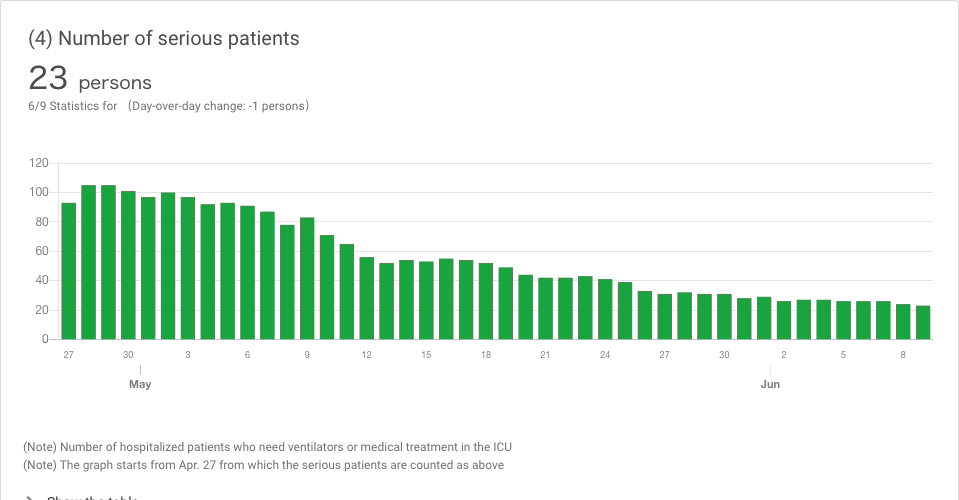 (4) Number of serious patients
23 persons
6/9 Statistics for （Day-over-day change: -1 persons）
120
100
80
60
40
20
0
27 30 3 6 9 12 15 18 21 24 27 30 2 5 8
May Jun
(Note) Number of hospitalized patients who need ventilators or medical treatment in the ICU
(Note) The graph starts from Apr. 27 from which the serious patients are counted as above
Show the table